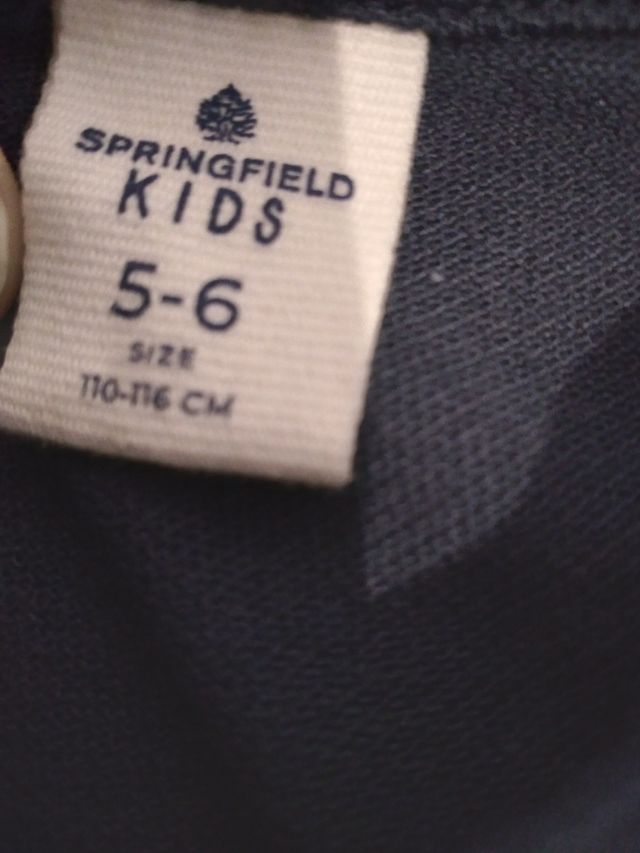 SPRINGFIELD
KIDS
5-6
SIZE
110-116 CM